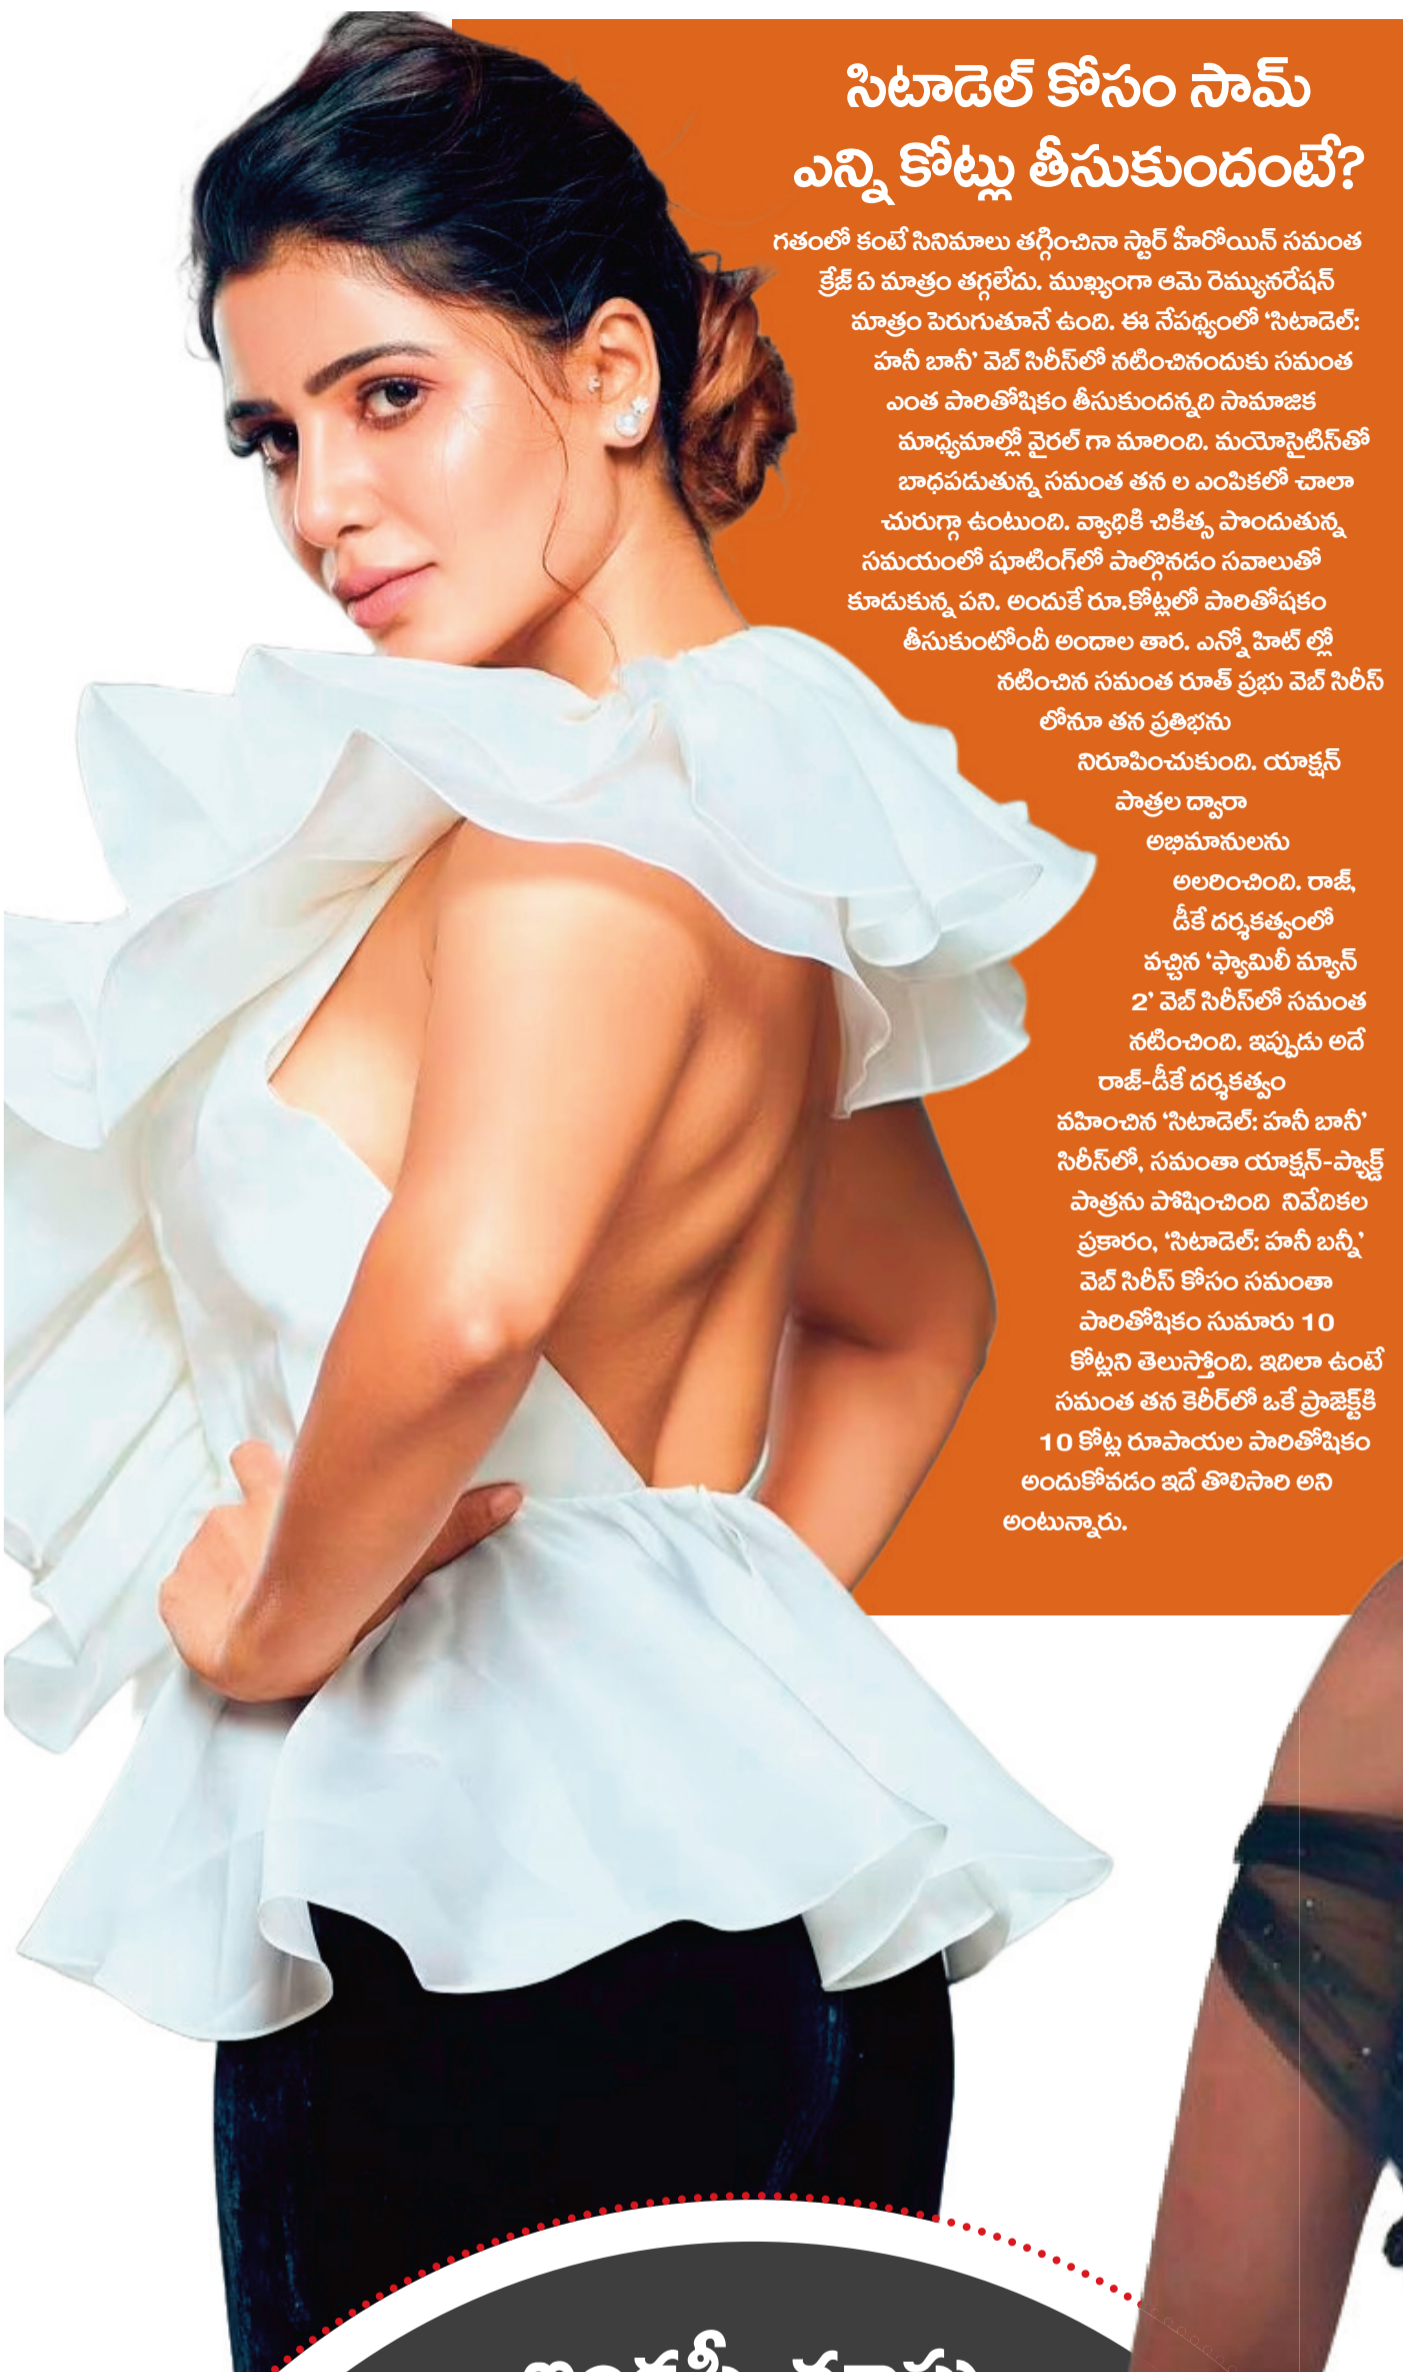 సిటాడెల్ కోసం సామ్
ఎన్ని కోట్లు తీసుకుందంటే?
గతంలో కంటే సినిమాలు తగ్గించినా స్టార్ హీరోయిన్ సమంత
క్రేజ్ ఏ మాత్రం తగ్గలేదు. ముఖ్యంగా ఆమె రెమ్యునరేషన్
మాత్రం పెరుగుతూనే ఉంది. ఈ నేపథ్యంలో ‘సిటాడెల్:
హనీ బానీ’ వెబ్ సిరీస్‌లో నటించినందుకు సమంత
ఎంత పారితోషికం తీసుకుందన్నది సామాజిక
మాధ్యమాల్లో వైరల్ గా మారింది. మయోసైటిస్‌తో
బాధపడుతున్న సమంత తన ల ఎంపికలో చాలా
చురుగ్గా ఉంటుంది. వ్యాధికి చికిత్స పొందుతున్న
సమయంలో షూటింగ్‌లో పాల్గొనడం సవాలుతో
కూడుకున్న పని. అందుకే రూ.కోట్లలో పారితోషకం
తీసుకుంటోందీ అందాల తార. ఎన్నో హిట్ ల్లో
నటించిన సమంత రూత్ ప్రభు వెబ్ సిరీస్
లోనూ తన ప్రతిభను
నిరూపించుకుంది. యాక్షన్
పాత్రల ద్వారా
అభిమానులను
అలరించింది. రాజ్,
డీకే దర్శకత్వంలో
వచ్చిన ‘ఫ్యామిలీ మ్యాన్
2’ వెబ్ సిరీస్‌లో సమంత
నటించింది. ఇప్పుడు అదే
రాజ్-డీకే దర్శకత్వం
వహించిన ‘సిటాడెల్: హనీ బానీ’
సిరీస్‌లో, సమంతా యాక్షన్-ప్యాక్డ్
పాత్రను పోషించింది నివేదికల
ప్రకారం, ‘సిటాడెల్: హనీ బన్నీ’
వెబ్ సిరీస్ కోసం సమంతా
పారితోషికం సుమారు 10
కోట్లని తెలుస్తోంది. ఇదిలా ఉంటే
సమంత తన కెరీర్‌లో ఒకే ప్రాజెక్ట్‌కి
10 కోట్ల రూపాయల పారితోషికం
అందుకోవడం ఇదే తొలిసారి అని
అంటున్నారు.